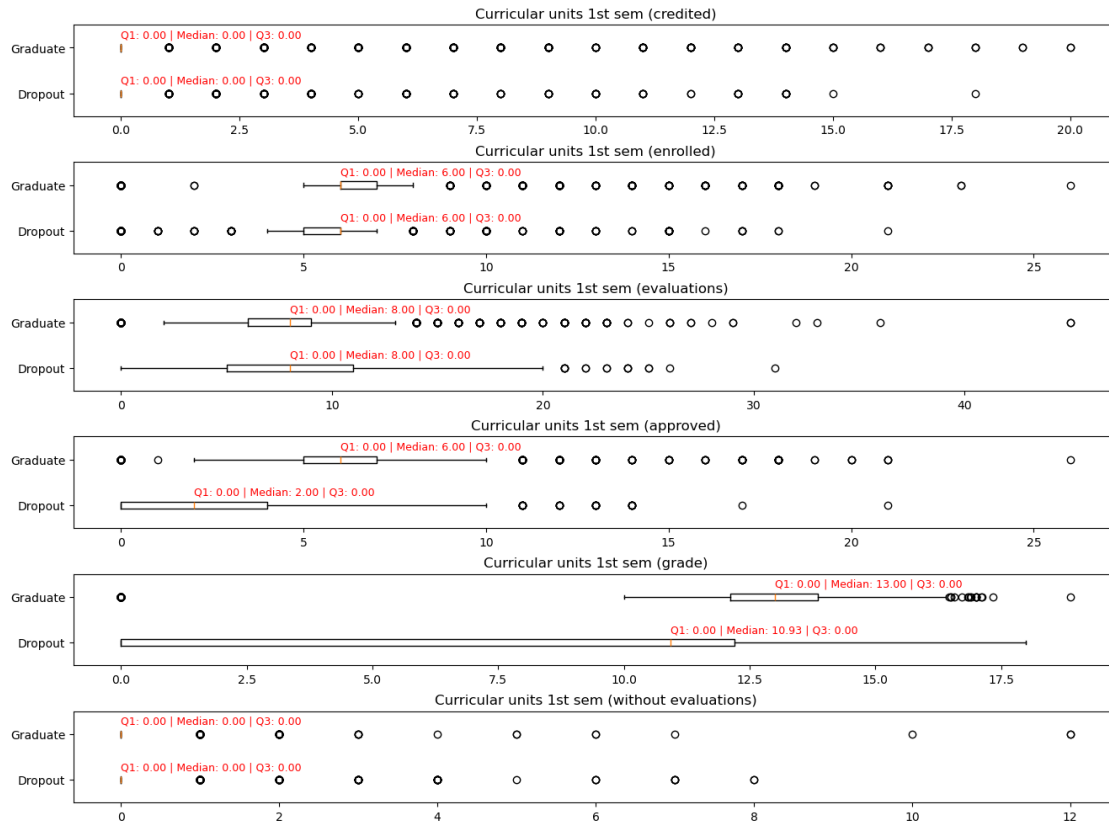 Curricular units 1st sem (credited)
Q1: 0.00 | Median: 0.00 | Q3: 0.00
Graduate
Q1: 0.00 | Median: 0.00 | Q3: 0.00
Dropout
0.0 2.5 5.0 7.5 10.0 12.5 15.0 17.5 20.0
Curricular units 1st sem (enrolled)
Q1: 0.00 | Median: 6.00 | Q3: 0.00
Graduate
Q1: 0.00 | Median: 6.00 | Q3: 0.00
Dropout
0 5 10 15 20 25
Curricular units 1st sem (evaluations)
Q1: 0.00 | Median: 8.00 | Q3: 0.00
Graduate
Q1: 0.00 | Median: 8.00 | Q3: 0.00
Dropout
0 10 20 30 40
Curricular units 1st sem (approved)
Q1: 0.00 | Median: 6.00 | Q3: 0.00
Graduate
Q1: 0.00 | Median: 2.00 | Q3: 0.00
Dropout
0 5 10 15 20 25
Curricular units 1st sem (grade)
Q1: 0.00 | Median: 13.00 | Q3: 0.00
Graduate
Q1: 0.00 | Median: 10.93 | Q3: 0.00
Dropout
0.0 2.5 5.0 7.5 10.0 12.5 15.0 17.5
Curricular units 1st sem (without evaluations)
Q1: 0.00 | Median: 0.00 | Q3: 0.00
Graduate
Q1: 0.00 | Median: 0.00 | Q3: 0.00
Dropout
0 2 4 6 8 10 12